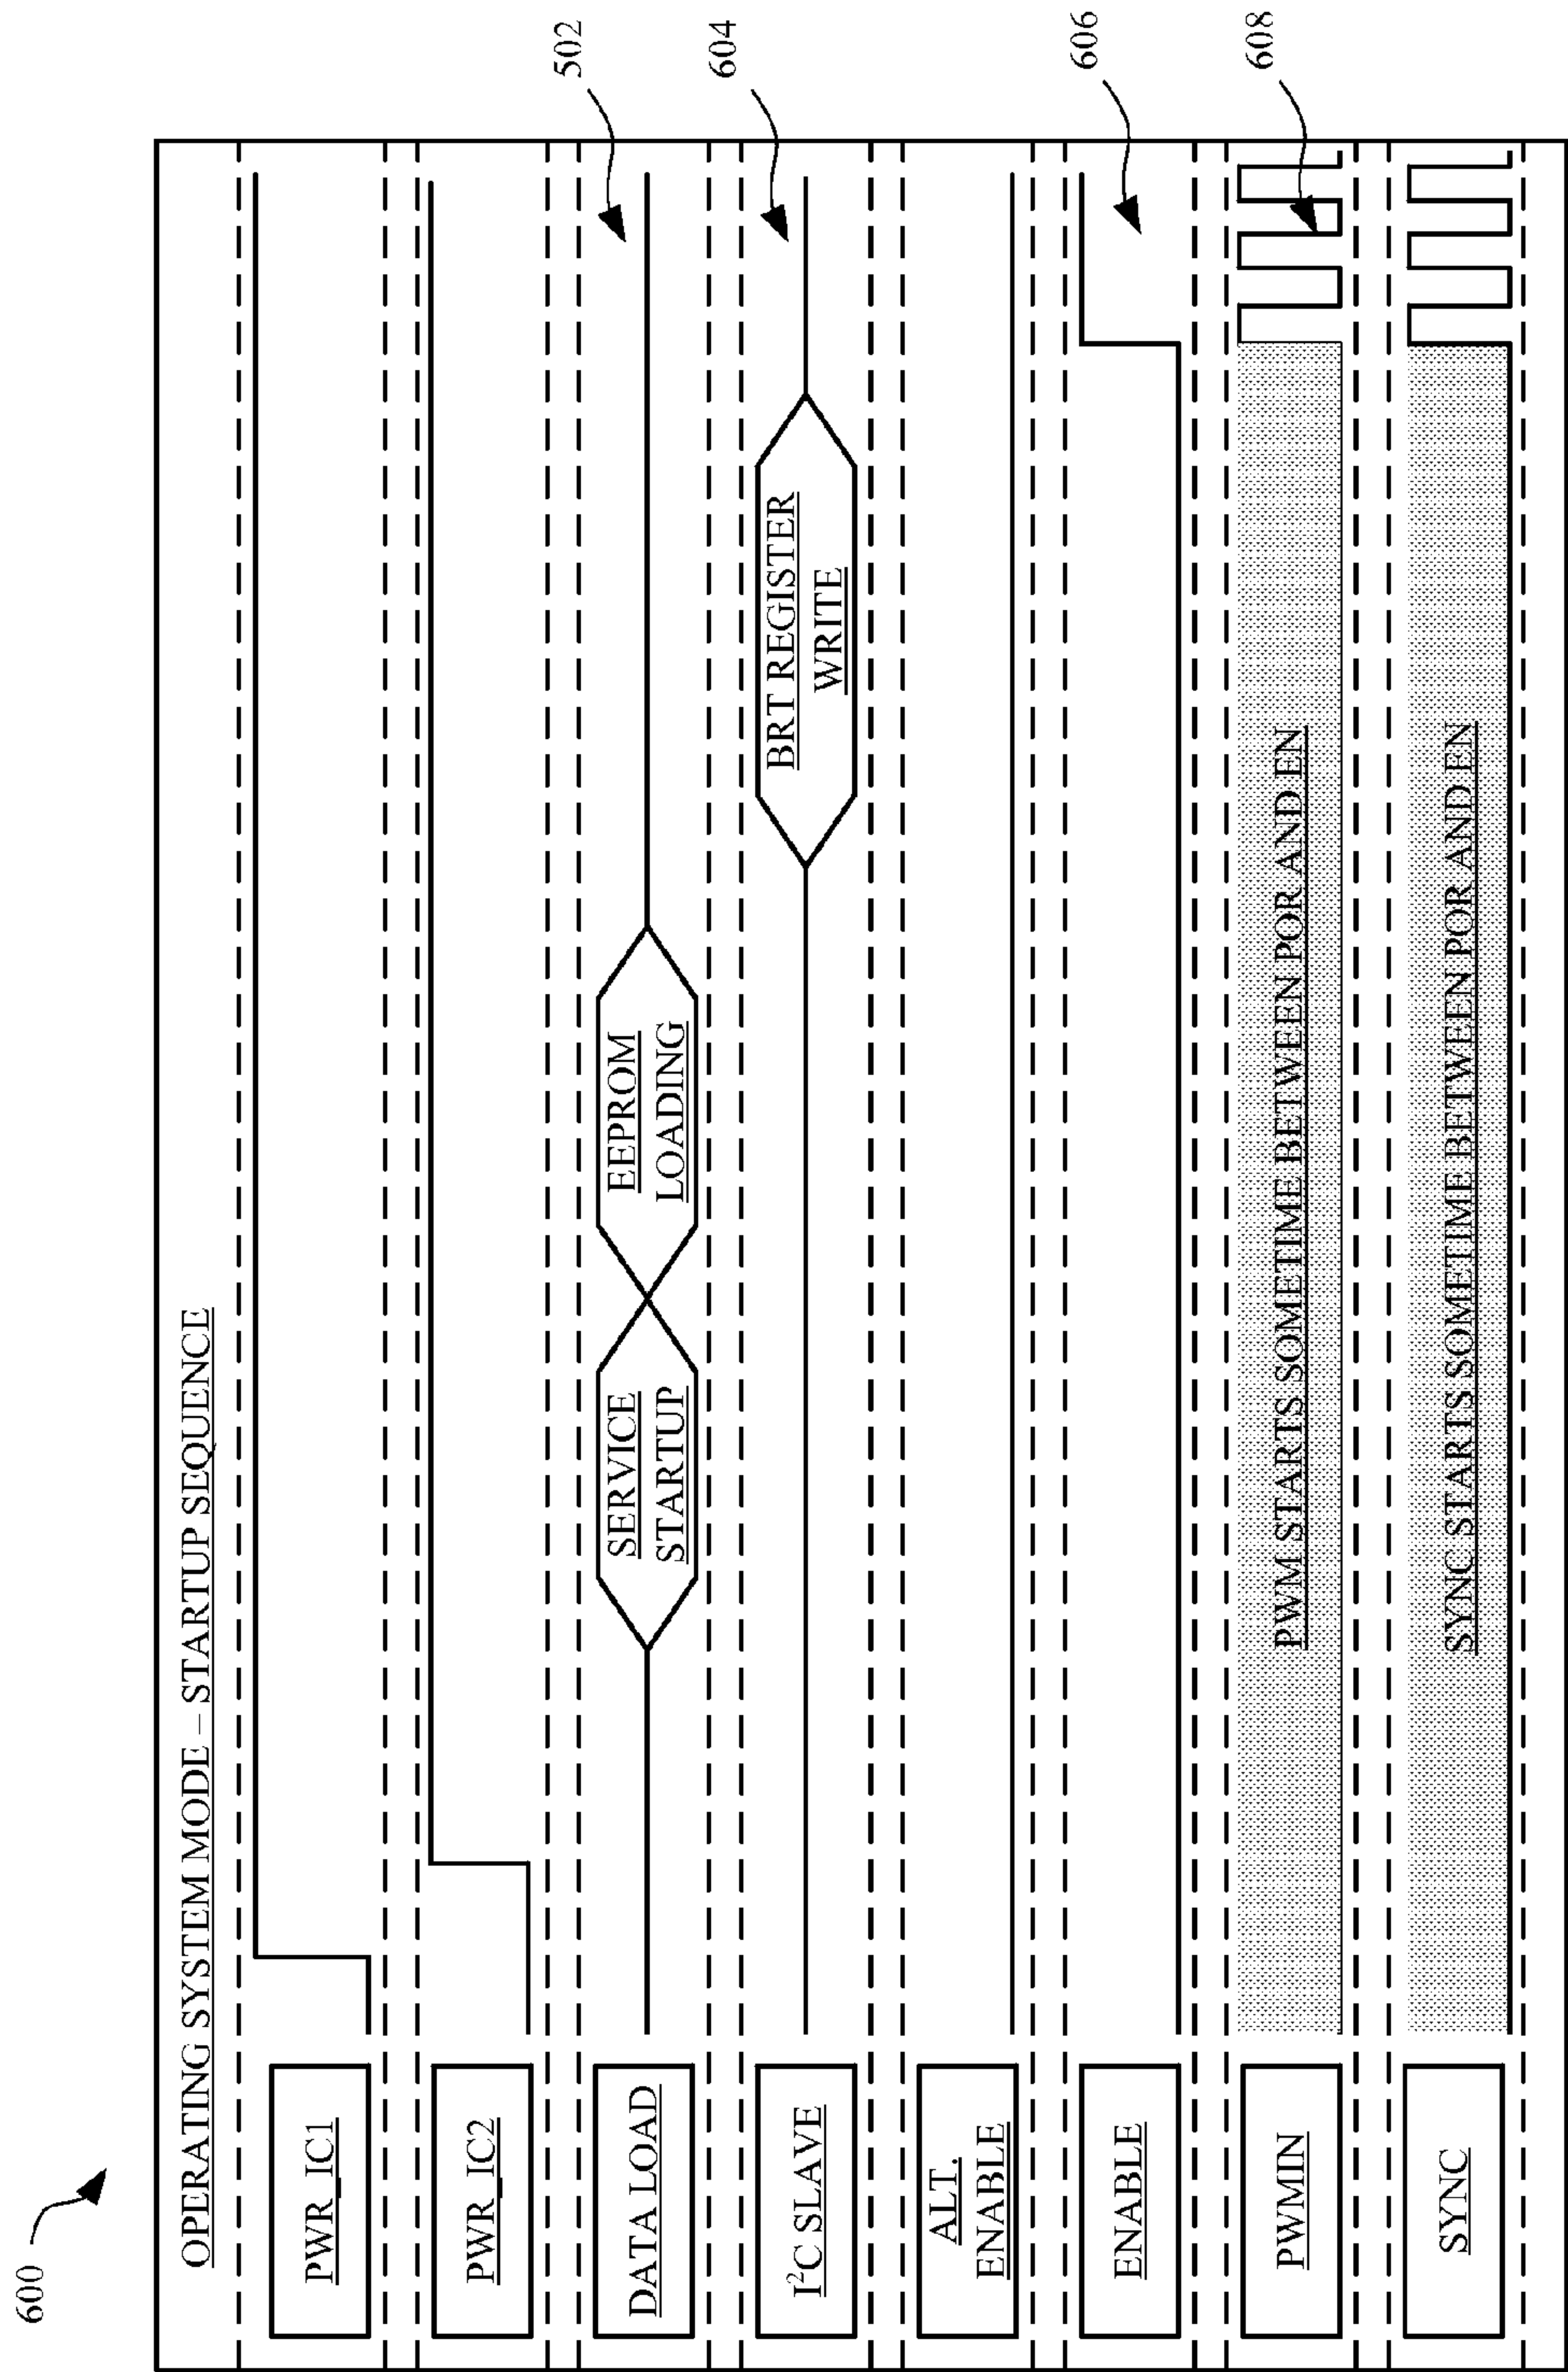 600
OPERATING SYSTEM MODE – STARTUP SEQUENCE
PWR_IC1
PWR_IC2
DATA LOAD
SERVICE
STARTUP
EEPROM
LOADING
502
I²C SLAVE
BRT REGISTER
WRITE
604
ALT.
ENABLE
ENABLE
606
PWMIN
PWM STARTS SOMETIME BETWEEN POR AND EN
608
SYNC
SYNC STARTS SOMETIME BETWEEN POR AND EN